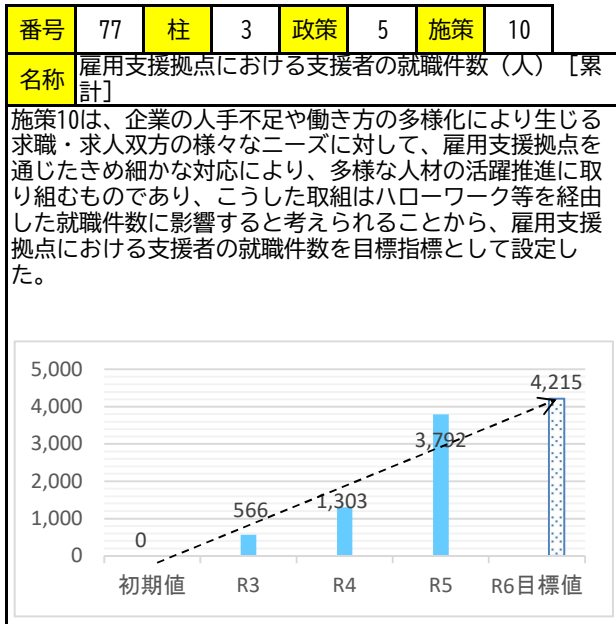 番号 77 柱 3 政策 5 施策 10
名称 雇用支援拠点における支援者の就職件数（人）［累
計］
施策10は、企業の人手不足や働き方の多様化により生じる
求職・求人双方の様々なニーズに対して、雇用支援拠点を
通じたきめ細かな対応により、多様な人材の活躍推進に取
り組むものであり、こうした取組はハローワーク等を経由
した就職件数に影響すると考えられることから、雇用支援
拠点における支援者の就職件数を目標指標として設定し
た。
5,000
4,000
3,000
2,000
1,000
0
0
566
1,303
3,792
4,215
初期値 R3 R4 R5 R6目標値